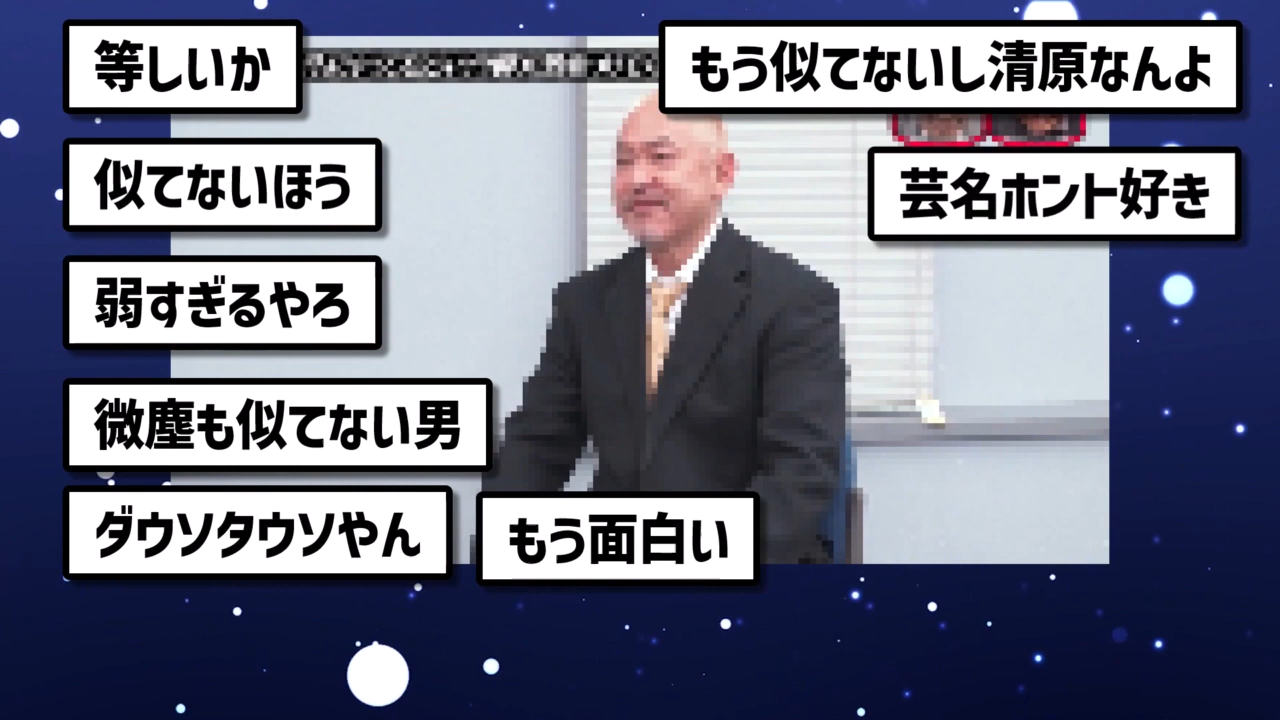 等しいか
もう似てないし清原なんよ
似てないほう
芸名ホント好き
弱すぎるやろ
微塵も似てない男
ダウソタウソやん
もう面白い